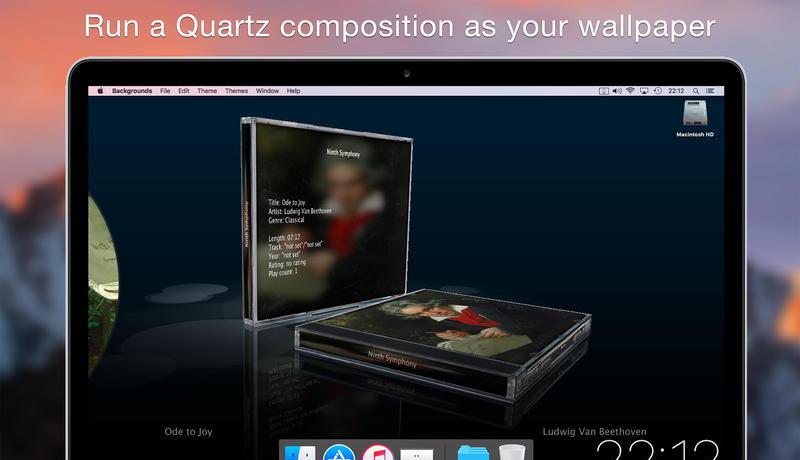 Run a Quartz composition as your wallpaper
Backgrounds File Edit Theme Themes Window Help 22:12
Macintosh HD
Ninth Symphony
Ninth Symphony
Title: Ode to Joy
Artist: Ludwig Van Beethoven
Genre: Classical
Length: 07:17
Track: "not set"/"not set"
Year: "not set"
Rating: no rating
Play count: 1
Ninth Symphony
Ode to Joy
Ludwig Van Beethoven
22:12